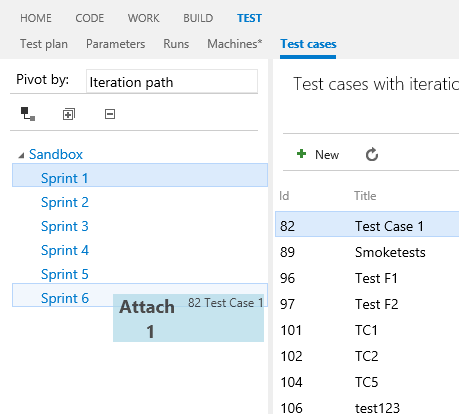 HOME CODE WORK BUILD TEST
Test plan Parameters Runs Machines* Test cases
Pivot by: Iteration path
Sandbox
Sprint 1
Sprint 2
Sprint 3
Sprint 4
Sprint 5
Sprint 6
Attach 1
82 Test Case 1
Test cases with iteratio
New
Id Title
82 Test Case 1
89 Smoketests
96 Test F1
97 Test F2
101 TC1
102 TC2
104 TC5
106 test123